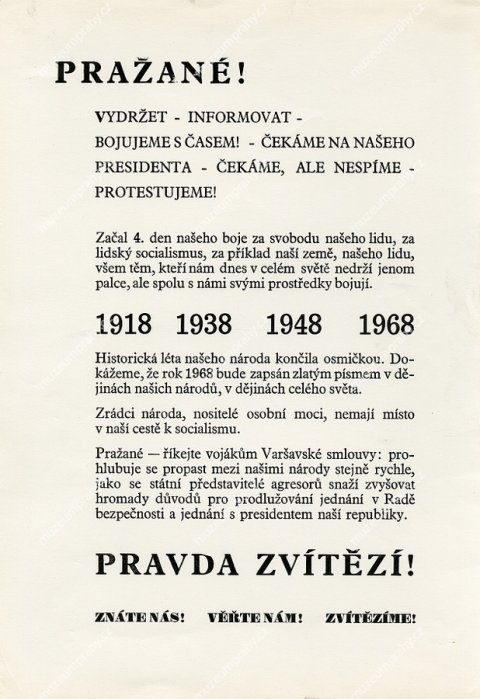 PRAŽANÉ!
VYDRŽET - INFORMOVAT -
BOJUJEME S ČASEM! - ČEKÁME NA NAŠEHO
PRESIDENTA - ČEKÁME, ALE NESPÍME -
PROTESTUJEME!
Začal 4. den našeho boje za svobodu našeho lidu, za
lidský socialismus, za příklad naší země, našeho lidu,
všem těm, kteří nám dnes v celém světě nedrží jenom
palce, ale spolu s námi svými prostředky bojují.
1918 1938 1948 1968
Historická léta našeho národa končila osmičkou. Do-
kážeme, že rok 1968 bude zapsán zlatým písmem v dě-
jinách našich národů, v dějinách celého světa.
Zrádci národa, nositelé osobní moci, nemají místo
v naší cestě k socialismu.
Pražané — říkejte vojákům Varšavské smlouvy: pro-
hlubuje se propast mezi našimi národy stejně rychle,
jako se státní představitelé agresorů snaží zvyšovat
hromady důvodů pro prodlužování jednání v Radě
bezpečnosti a jednání s presidentem naší republiky.
PRAVDA ZVÍTĚZÍ!
ZNÁTE NÁS! VĚŘTE NÁM! ZVÍTĚZÍME!